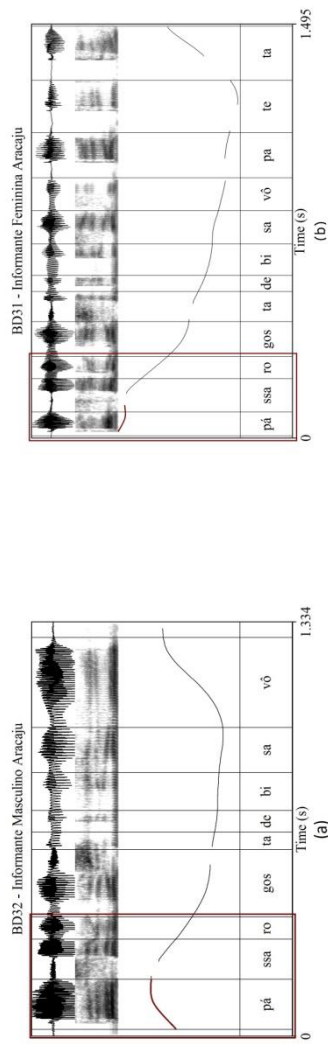 BD32 - Informante Masculino Aracaju
pá ssa ro gos ta de bi sa vô
0 1.334
Time (s)
(a)
BD31 - Informante Feminina Aracaju
pá ssa ro gos ta de bi sa vô pa te ta
0 1.495
Time (s)
(b)